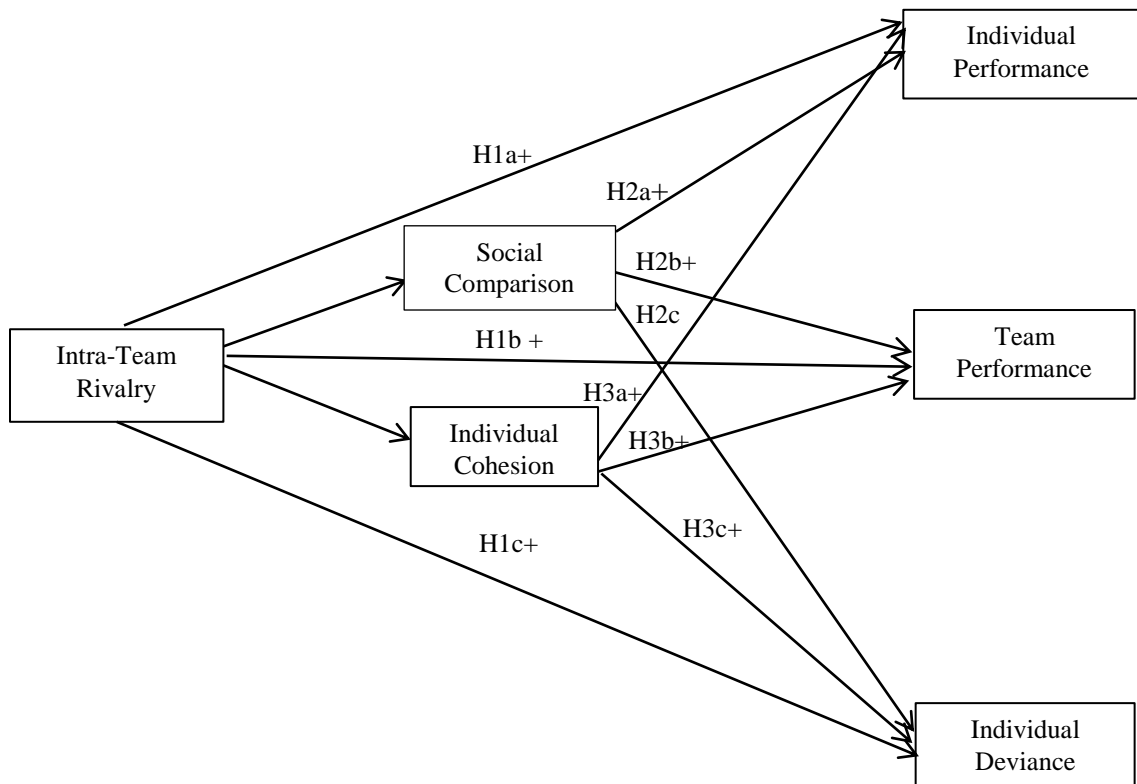 Individual
Performance
H1a+
H2a+
Social
Comparison
H2b+
H2c
Intra-Team
Rivalry
H1b +
Team
Performance
H3a+
Individual
Cohesion
H3b+
H3c+
H1c+
Individual
Deviance